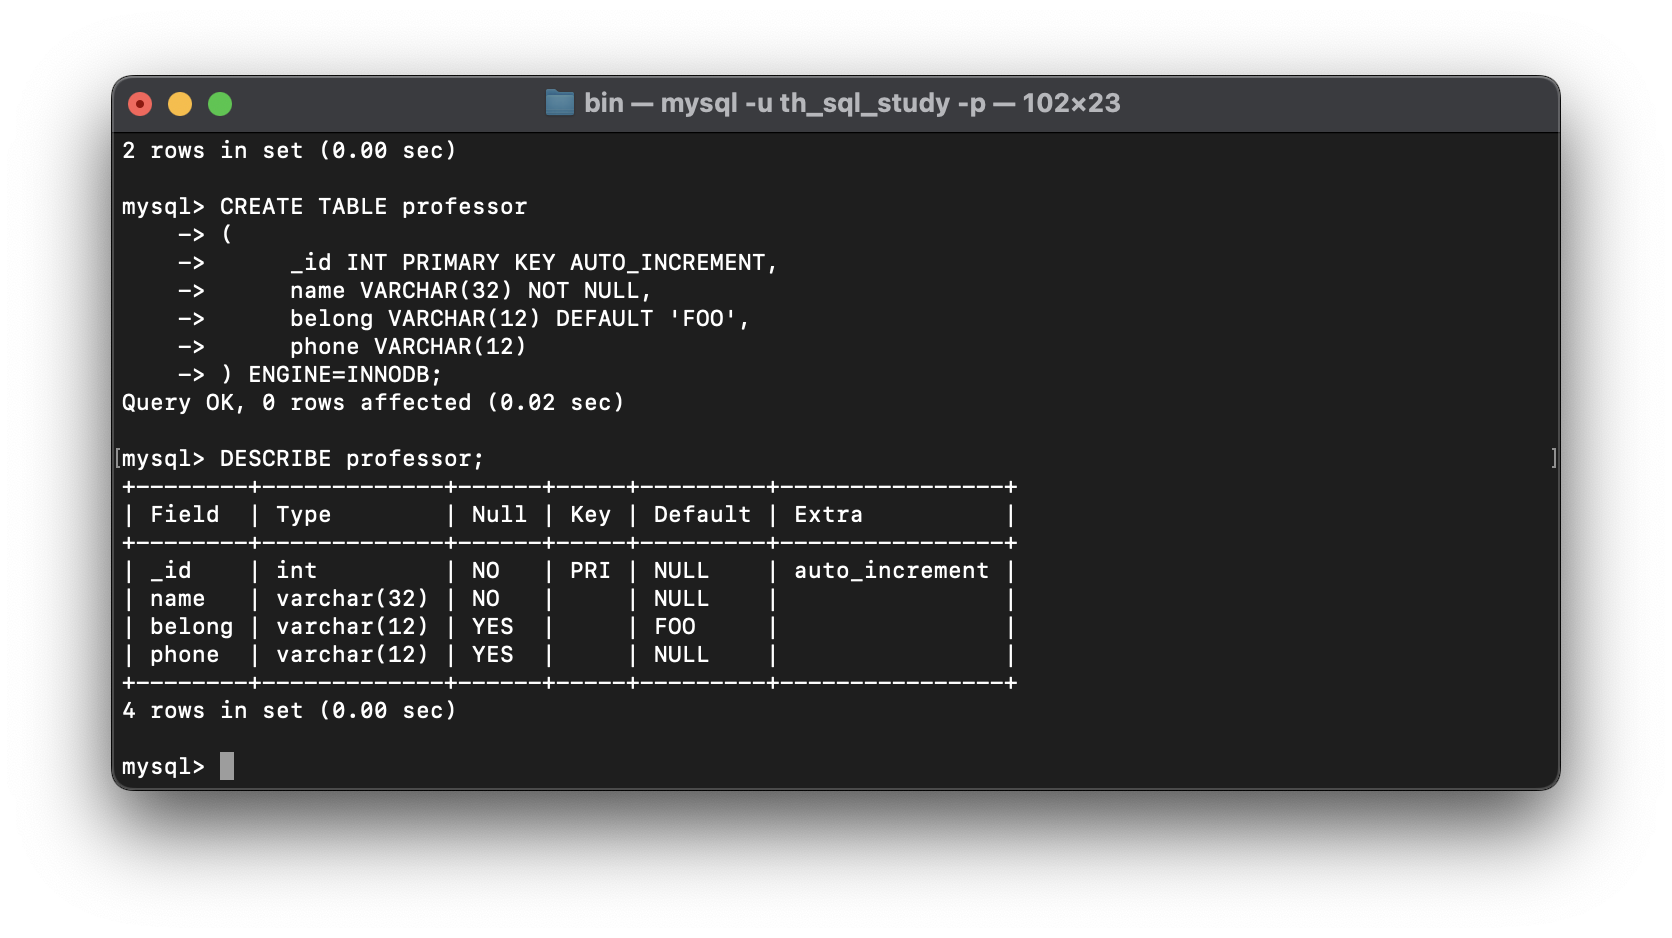 bin — mysql -u th_sql_study -p — 102×23
2 rows in set (0.00 sec)
mysql> CREATE TABLE professor
    -> (
    ->      _id INT PRIMARY KEY AUTO_INCREMENT,
    ->      name VARCHAR(32) NOT NULL,
    ->      belong VARCHAR(12) DEFAULT 'FOO',
    ->      phone VARCHAR(12)
    -> ) ENGINE=INNODB;
Query OK, 0 rows affected (0.02 sec)
[mysql> DESCRIBE professor; ]
+--------+-------------+------+-----+---------+----------------+
| Field  | Type        | Null | Key | Default | Extra          |
+--------+-------------+------+-----+---------+----------------+
| _id    | int         | NO   | PRI | NULL    | auto_increment |
| name   | varchar(32) | NO   |     | NULL    |                |
| belong | varchar(12) | YES  |     | FOO     |                |
| phone  | varchar(12) | YES  |     | NULL    |                |
+--------+-------------+------+-----+---------+----------------+
4 rows in set (0.00 sec)
mysql>